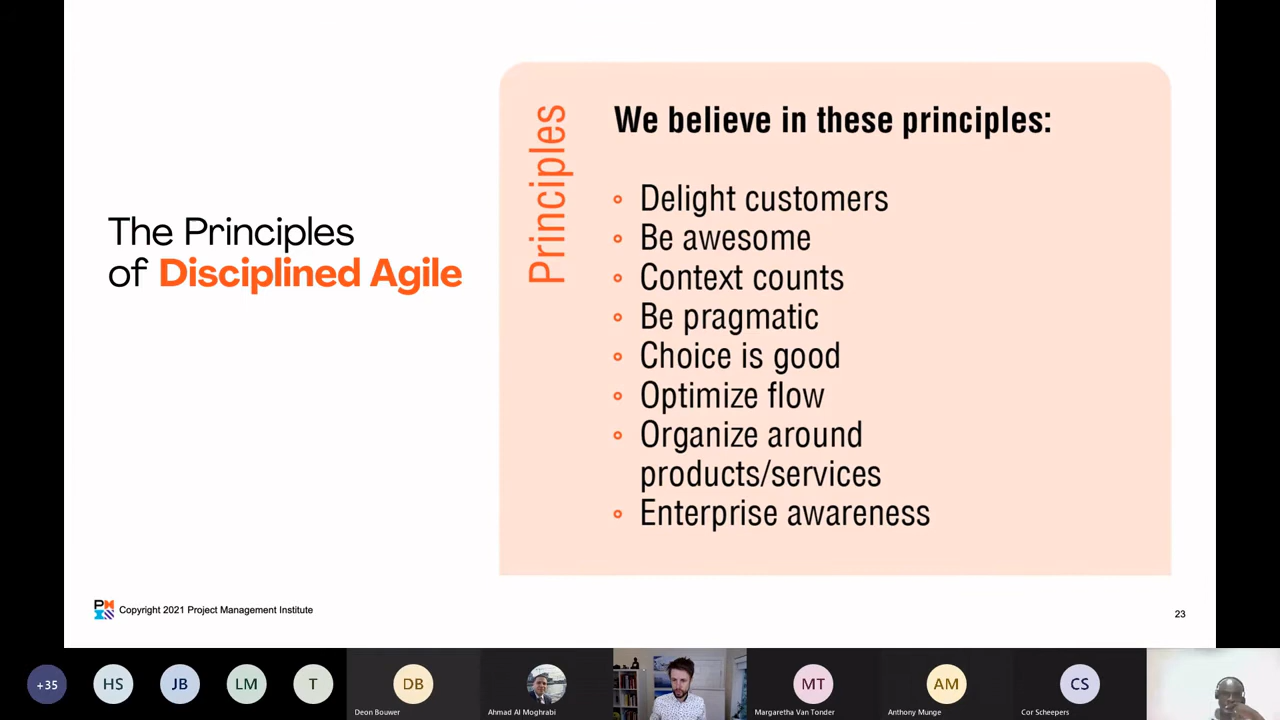 The Principles
of Disciplined Agile
Principles
We believe in these principles:
Delight customers
Be awesome
Context counts
Be pragmatic
Choice is good
Optimize flow
Organize around
products/services
Enterprise awareness
Copyright 2021 Project Management Institute
23
+35
HS
JB
LM
T
DB
MT
AM
CS
Deon Bouwer
Ahmad Al Moghrabi
Margaretha Van Tonder
Anthony Munge
Cor Scheepers